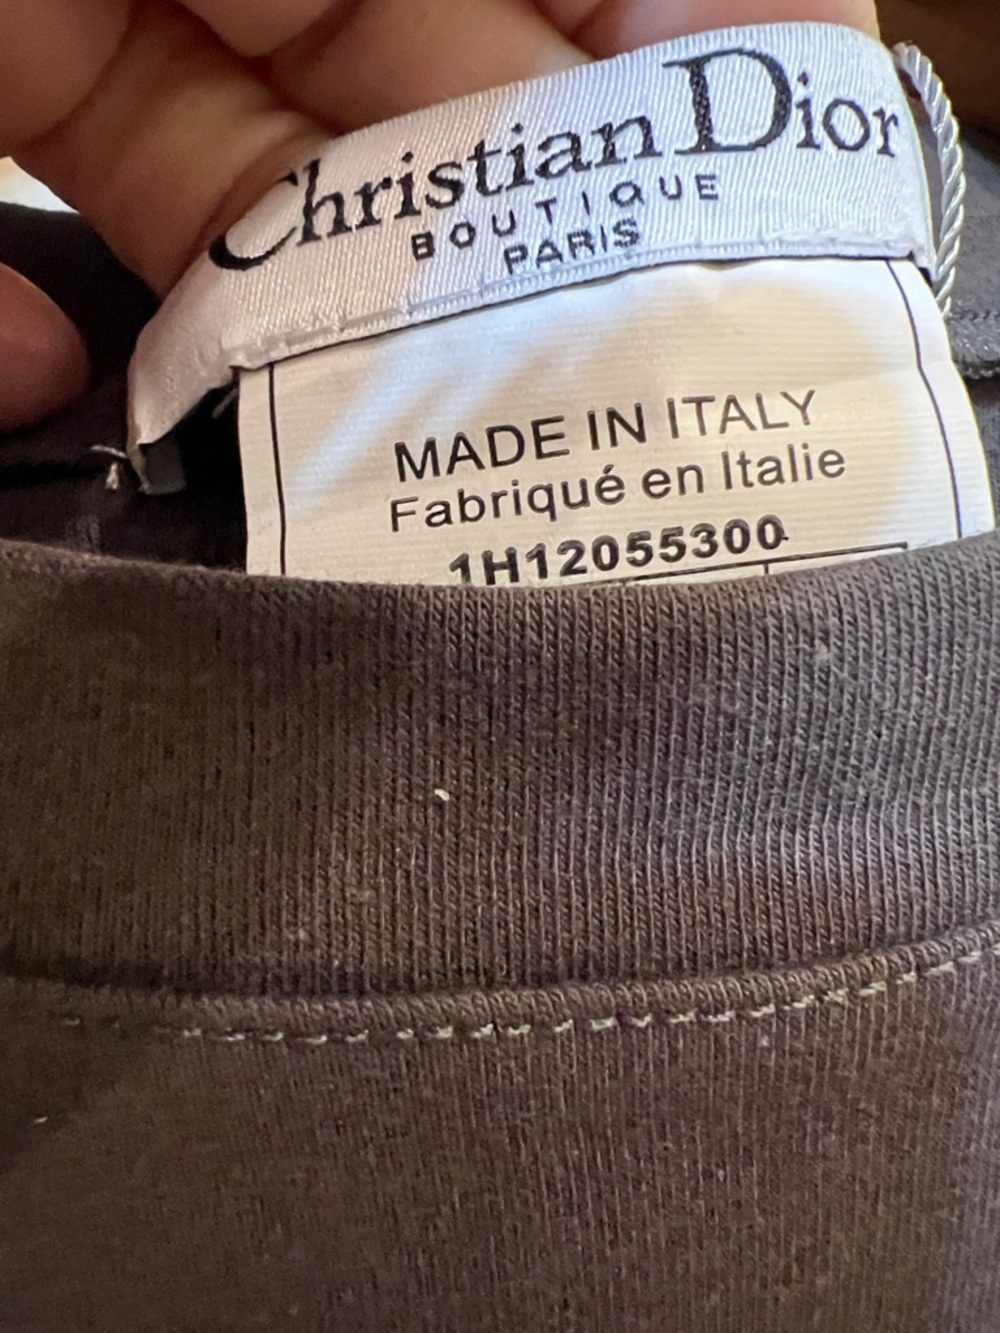 Christian Dior
BOUTIQUE
PARIS
MADE IN ITALY
Fabriqué en Italie
1H12055300